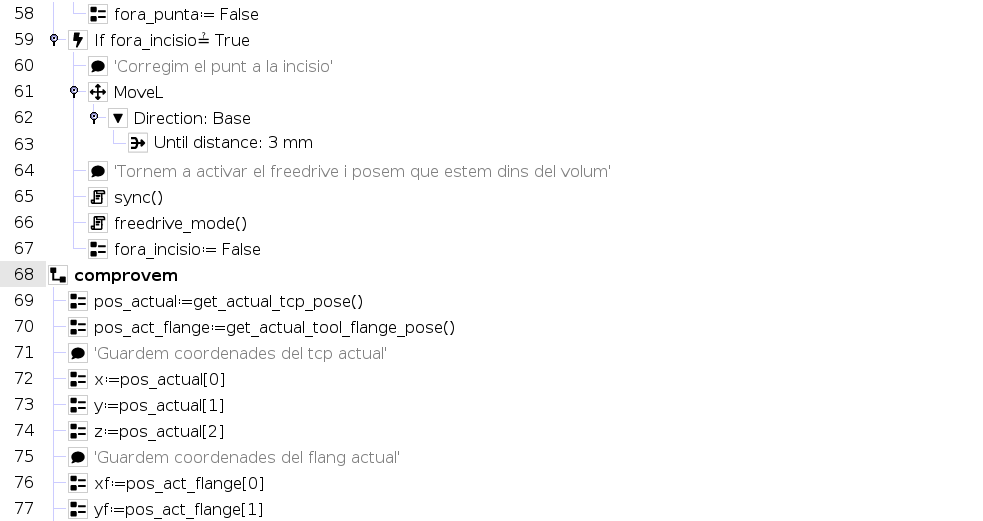 58 fora_punta:= False
59 If fora_incisio≟ True
60 'Corregim el punt a la incisio'
61 MoveL
62 Direction: Base
63 Until distance: 3 mm
64 'Tornem a activar el freedrive i posem que estem dins del volum'
65 sync()
66 freedrive_mode()
67 fora_incisio:= False
68 comprovem
69 pos_actual:=get_actual_tcp_pose()
70 pos_act_flange:=get_actual_tool_flange_pose()
71 'Guardem coordenades del tcp actual'
72 x:=pos_actual[0]
73 y:=pos_actual[1]
74 z:=pos_actual[2]
75 'Guardem coordenades del flang actual'
76 xf:=pos_act_flange[0]
77 yf:=pos_act_flange[1]